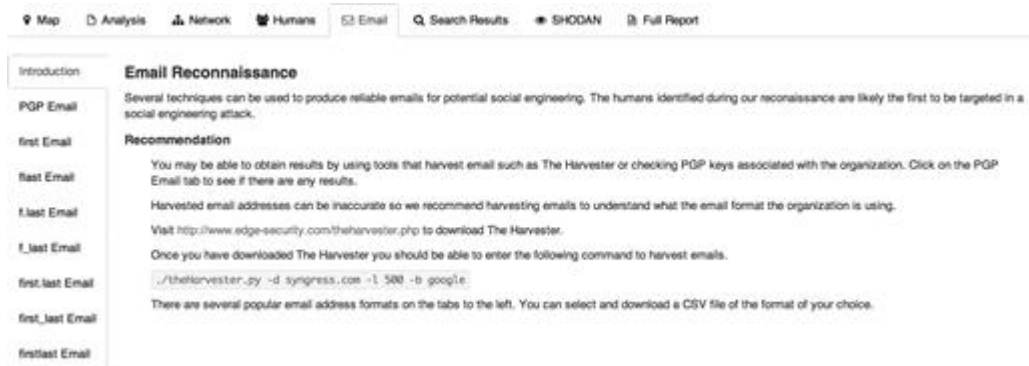 Map Analysis Network Humans Email Search Results SHODAN Full Report
Introduction
PGP Email
first Email
flast Email
f.last Email
f_last Email
first.last Email
first_last Email
firstlast Email
Email Reconnaissance
Several techniques can be used to produce reliable emails for potential social engineering. The humans identified during our reconaissance are likely the first to be targeted in a
social engineering attack.
Recommendation
You may be able to obtain results by using tools that harvest email such as The Harvester or checking PGP keys associated with the organization. Click on the PGP
Email tab to see if there are any results.
Harvested email addresses can be inaccurate so we recommend harvesting emails to understand what the email format the organization is using.
Visit http://www.edge-security.com/theharvester.php to download The Harvester.
Once you have downloaded The Harvester you should be able to enter the following command to harvest emails.
./theHarvester.py -d syngress.com -l 500 -b google
There are several popular email address formats on the tabs to the left. You can select and download a CSV file of the format of your choice.